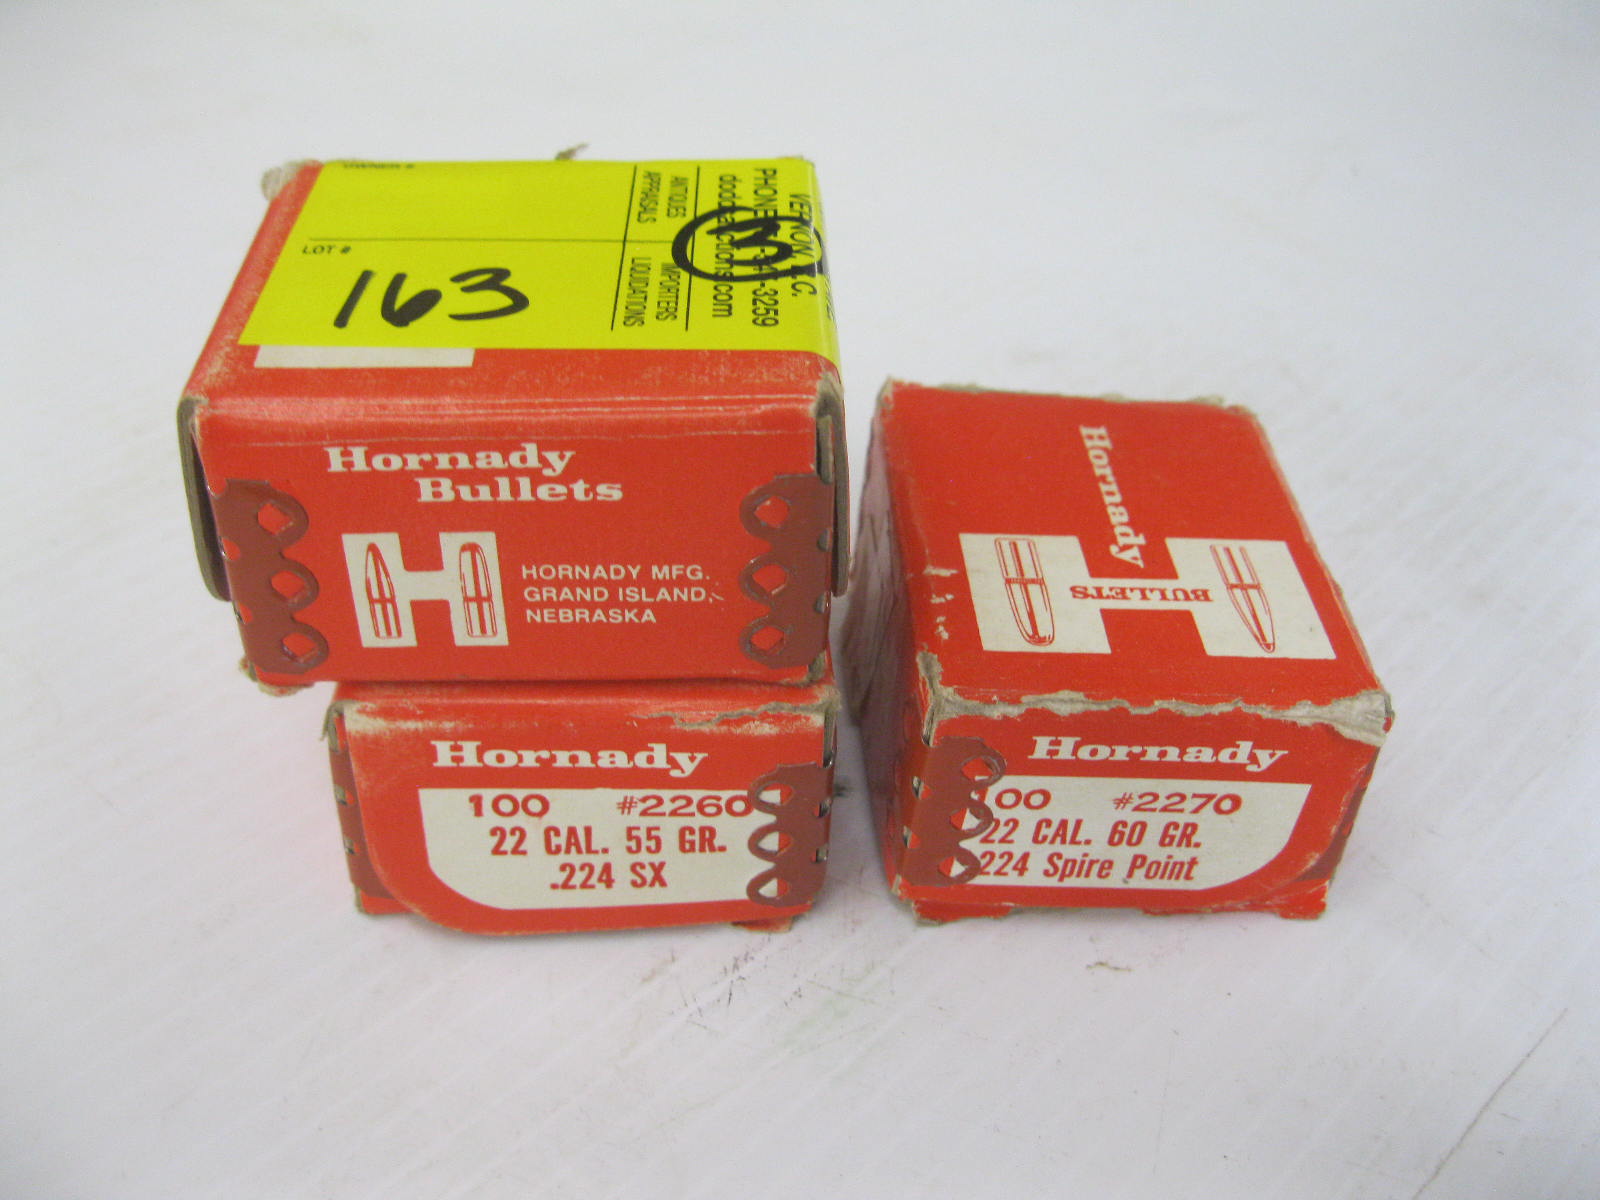 LOT #
163
ANTIQUES
APPRAISALS
IMPORTERS
LIQUIDATIONS
3
Hornady
Bullets
HORNADY MFG.
GRAND ISLAND,
NEBRASKA
Hornady
100 #2260
22 CAL. 55 GR.
.224 SX
Hornady
BULLETS
Hornady
100 #2270
22 CAL. 60 GR.
.224 Spire Point